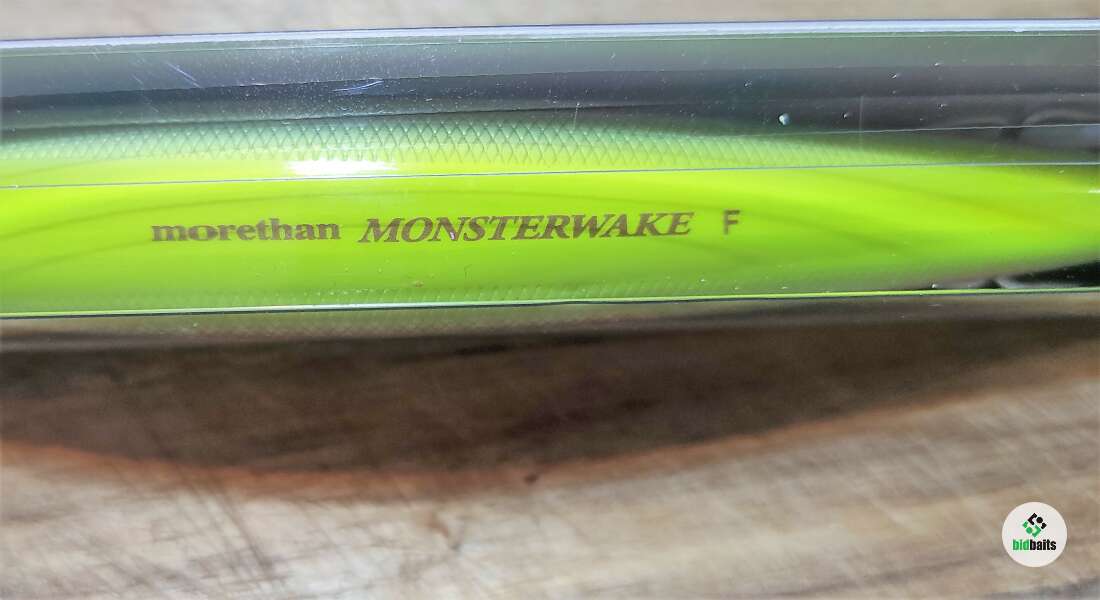 morethan MONSTERWAKE F
bidbaits